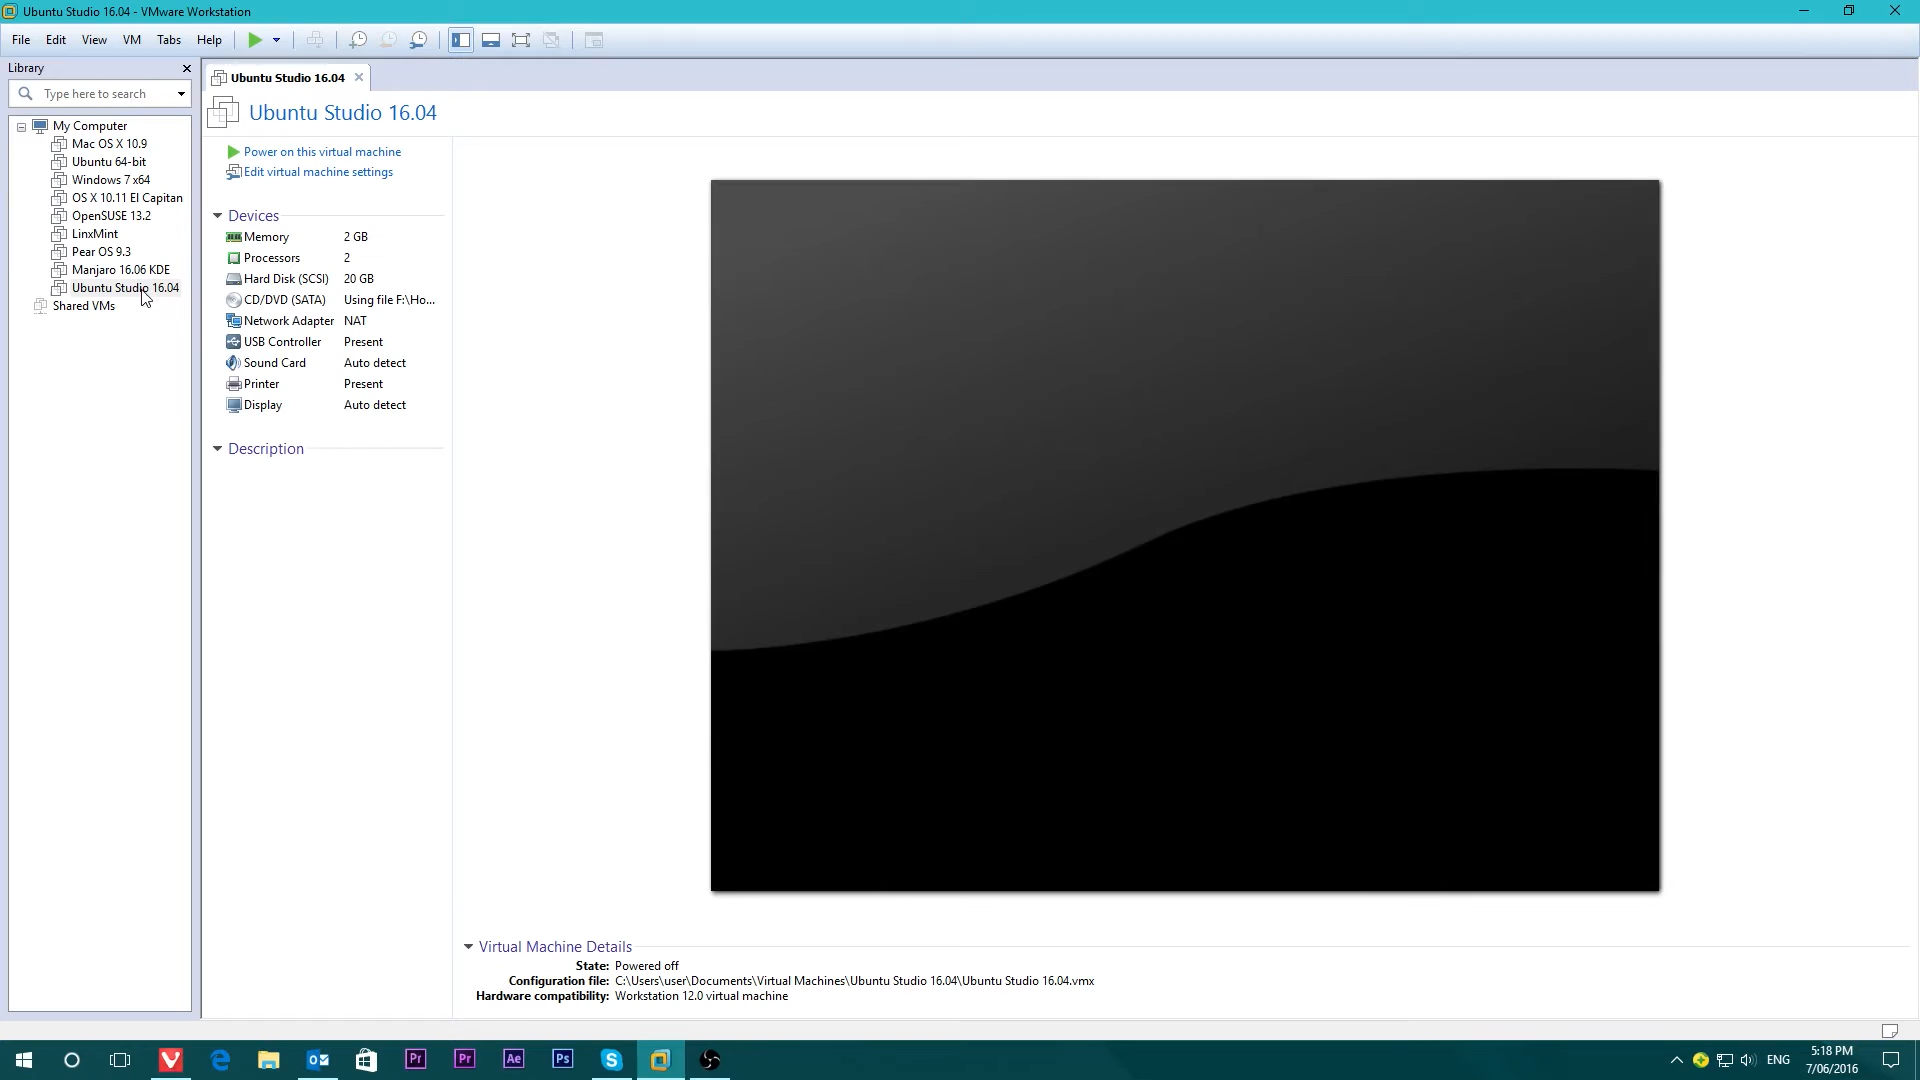 Ubuntu Studio 16.04 - VMware Workstation
File Edit View VM Tabs Help
Library
Type here to search
My Computer
Mac OS X 10.9
Ubuntu 64-bit
Windows 7 x64
OS X 10.11 El Capitan
OpenSUSE 13.2
LinxMint
Pear OS 9.3
Manjaro 16.06 KDE
Ubuntu Studio 16.04
Shared VMs
Ubuntu Studio 16.04
Ubuntu Studio 16.04
Power on this virtual machine
Edit virtual machine settings
Devices
Memory 2 GB
Processors 2
Hard Disk (SCSI) 20 GB
CD/DVD (SATA) Using file F:\Ho...
Network Adapter NAT
USB Controller Present
Sound Card Auto detect
Printer Present
Display Auto detect
Description
Virtual Machine Details
State: Powered off
Configuration file: C:\Users\user\Documents\Virtual Machines\Ubuntu Studio 16.04\Ubuntu Studio 16.04.vmx
Hardware compatibility: Workstation 12.0 virtual machine
Pr Pr Ae Ps
ENG
5:18 PM
7/06/2016